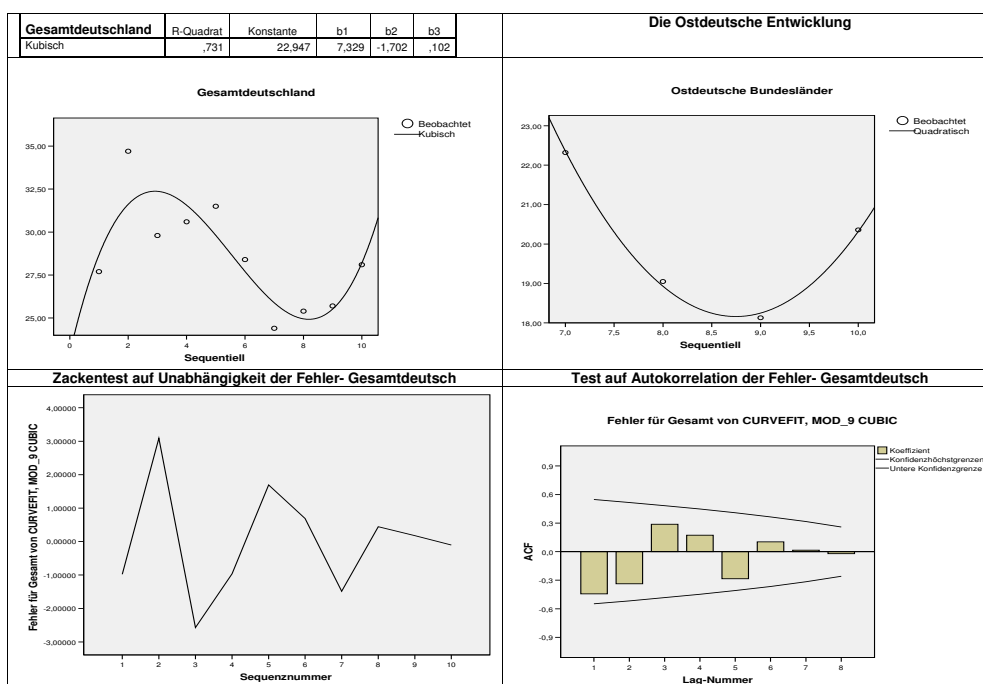 Gesamtdeutschland R-Quadrat Konstante b1 b2 b3
Kubisch ,731 22,947 7,329 -1,702 ,102
Die Ostdeutsche Entwicklung
Gesamtdeutschland
Beobachtet
Kubisch
35,00
32,50
30,00
27,50
25,00
0 2 4 6 8 10
Sequentiell
Ostdeutsche Bundesländer
Beobachtet
Quadratisch
23,00
22,00
21,00
20,00
19,00
18,00
7,0 7,5 8,0 8,5 9,0 9,5 10,0
Sequentiell
Zackentest auf Unabhängigkeit der Fehler- Gesamtdeutsch
4,00000
3,00000
2,00000
1,00000
0,00000
-1,00000
-2,00000
-3,00000
Fehler für Gesamt von CURVEFIT, MOD_9 CUBIC
1 2 3 4 5 6 7 8 9 10
Sequenznummer
Test auf Autokorrelation der Fehler- Gesamtdeutsch
Fehler für Gesamt von CURVEFIT, MOD_9 CUBIC
Koeffizient
Konfidenzhöchstgrenzen
Untere Konfidenzgrenze
0,9
0,6
0,3
0,0
-0,3
-0,6
-0,9
ACF
1 2 3 4 5 6 7 8
Lag-Nummer